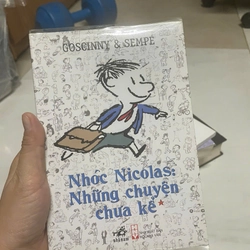 GOSCINNY & SEMPÉ
Nhóc Nicolas:
Những chuyện
chưa kể